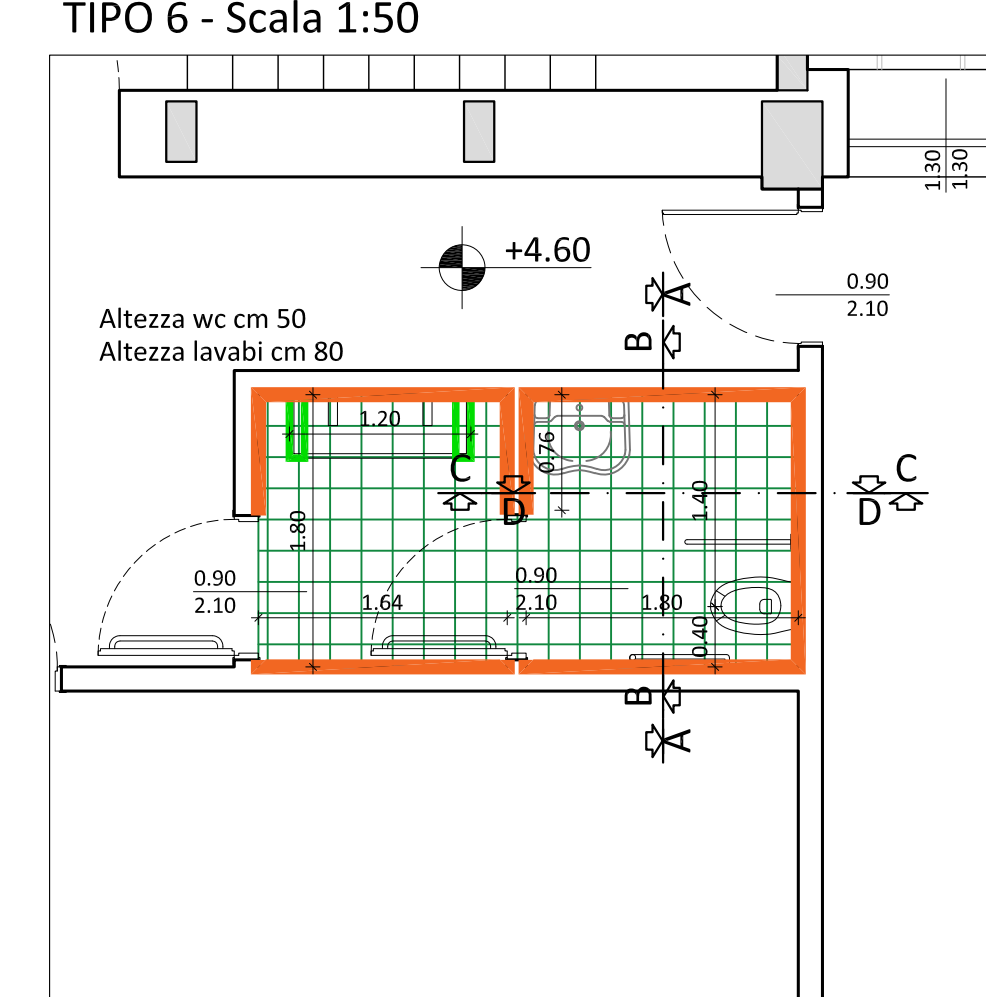 TIPO 6 - Scala 1:50
1.30
1.30
+4.60
0.90
2.10
A
B
Altezza wc cm 50
Altezza lavabi cm 80
1.20
0.76
C
C
D
D
1.40
1.80
0.90
2.10
0.90
2.10
1.64
1.80
0.40
B
A